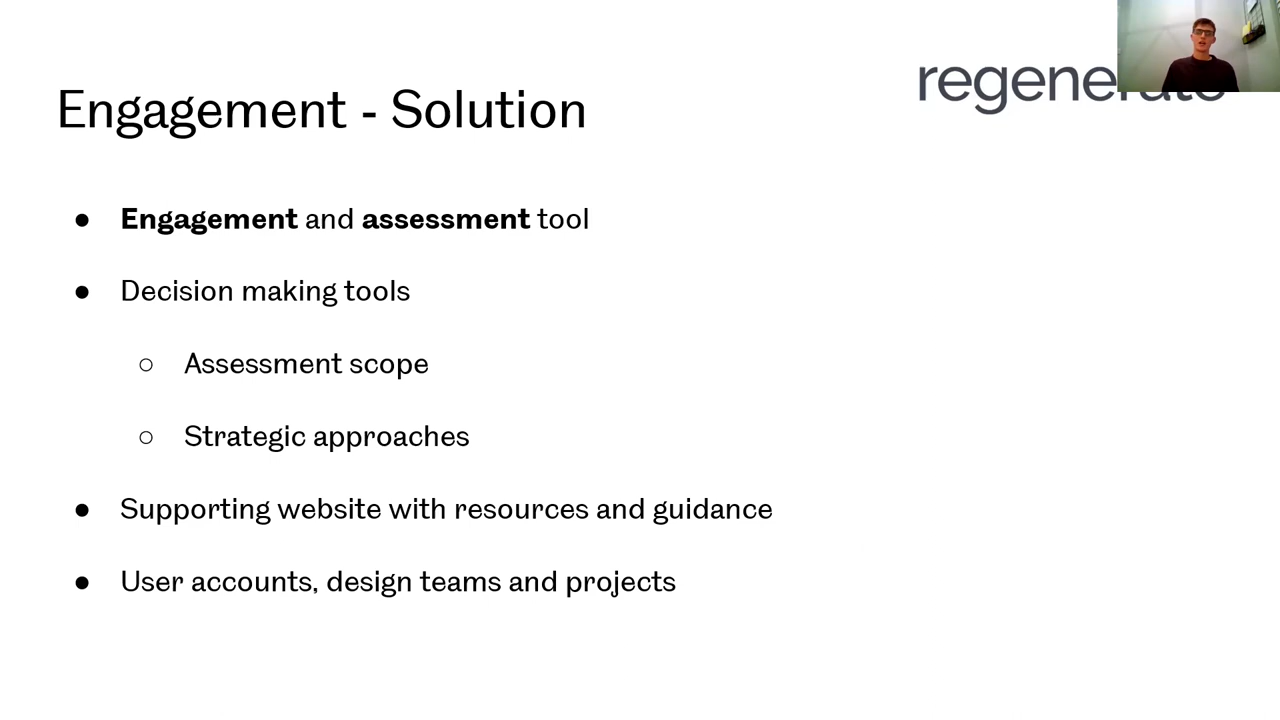 regenerate
Engagement - Solution
● Engagement and assessment tool
● Decision making tools
○ Assessment scope
○ Strategic approaches
● Supporting website with resources and guidance
● User accounts, design teams and projects